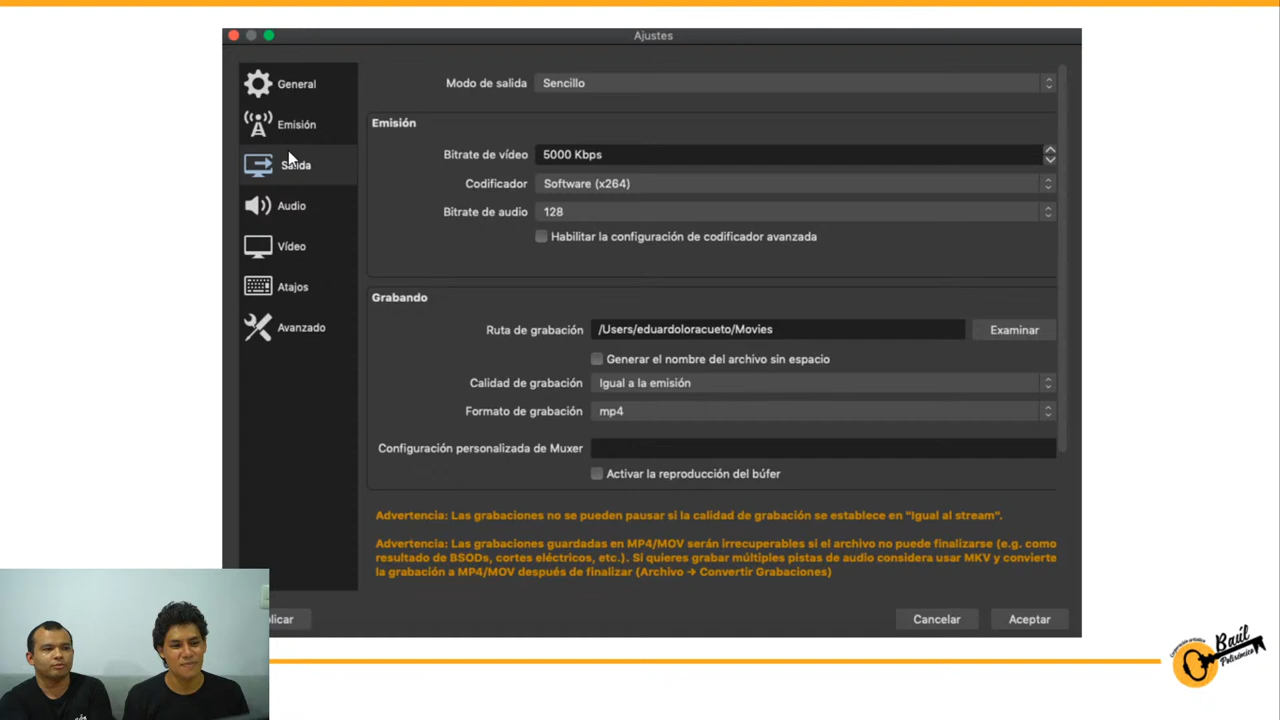 Ajustes
General
Emisión
Salida
Audio
Vídeo
Atajos
Avanzado
Modo de salida Sencillo
Emisión
Bitrate de vídeo 5000 Kbps
Codificador Software (x264)
Bitrate de audio 128
Habilitar la configuración de codificador avanzada
Grabando
Ruta de grabación /Users/eduardoloracueto/Movies Examinar
Generar el nombre del archivo sin espacio
Calidad de grabación Igual a la emisión
Formato de grabación mp4
Configuración personalizada de Muxer
Activar la reproducción del búfer
Advertencia: Las grabaciones no se pueden pausar si la calidad de grabación se establece en "Igual al stream".
Advertencia: Las grabaciones guardadas en MP4/MOV serán irrecuperables si el archivo no puede finalizarse (e.g. como
resultado de BSODs, cortes eléctricos, etc.). Si quieres grabar múltiples pistas de audio considera usar MKV y convierte
la grabación a MP4/MOV después de finalizar (Archivo → Convertir Grabaciones)
licar Cancelar Aceptar
Corporación artística
Baúl
Polisónico